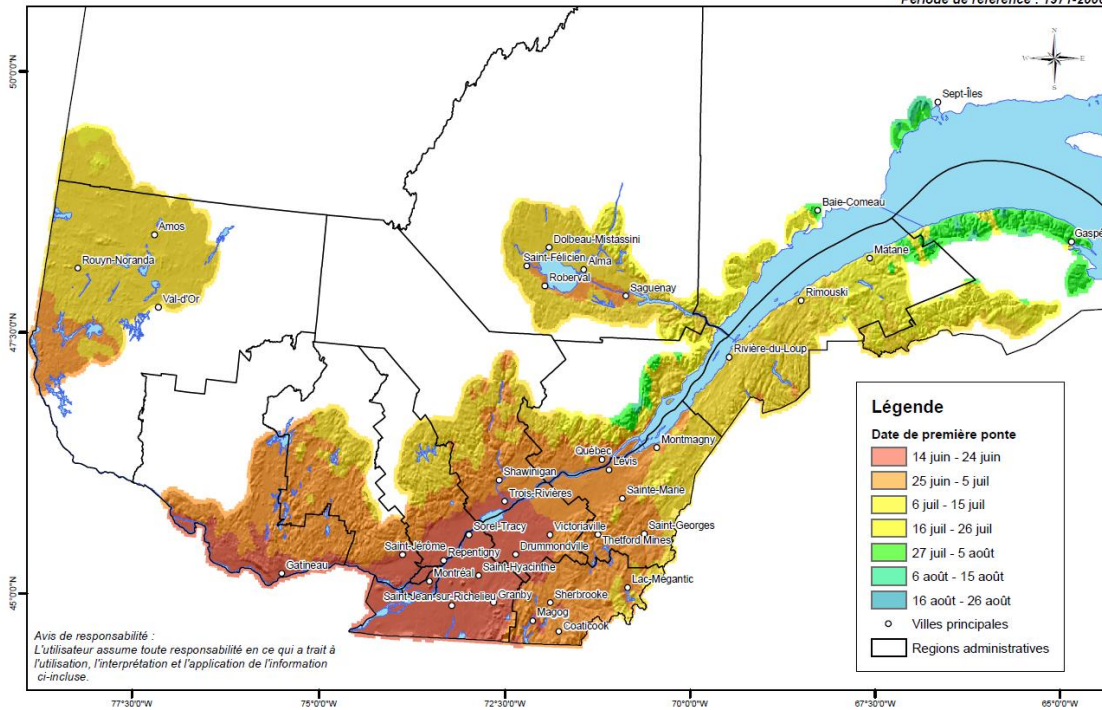 Période de référence : 1971-2000
50°0'0"N
47°30'0"N
45°0'0"N
N
W
E
S
Sept-Îles
Baie-Comeau
Gaspé
Matane
Rimouski
Amos
Rouyn-Noranda
Val-d'Or
Dolbeau-Mistassini
Saint-Félicien
Alma
Roberval
Saguenay
Rivière-du-Loup
Montmagny
Québec
Lévis
Shawinigan
Sainte-Marie
Trois-Rivières
Sorel-Tracy
Victoriaville
Saint-Georges
Thetford Mines
Saint-Jérôme
Drummondville
Repentigny
Saint-Hyacinthe
Gatineau
Montréal
Lac-Mégantic
Saint-Jean-sur-Richelieu
Granby
Sherbrooke
Magog
Coaticook
Légende
Date de première ponte
14 juin - 24 juin
25 juin - 5 juil
6 juil - 15 juil
16 juil - 26 juil
27 juil - 5 août
6 août - 15 août
16 août - 26 août
Villes principales
Regions administratives
Avis de responsabilité :
L'utilisateur assume toute responsabilité en ce qui a trait à
l'utilisation, l'interprétation et l'application de l'information
ci-incluse.
77°30'0"W
75°0'0"W
72°30'0"W
70°0'0"W
67°30'0"W
65°0'0"W